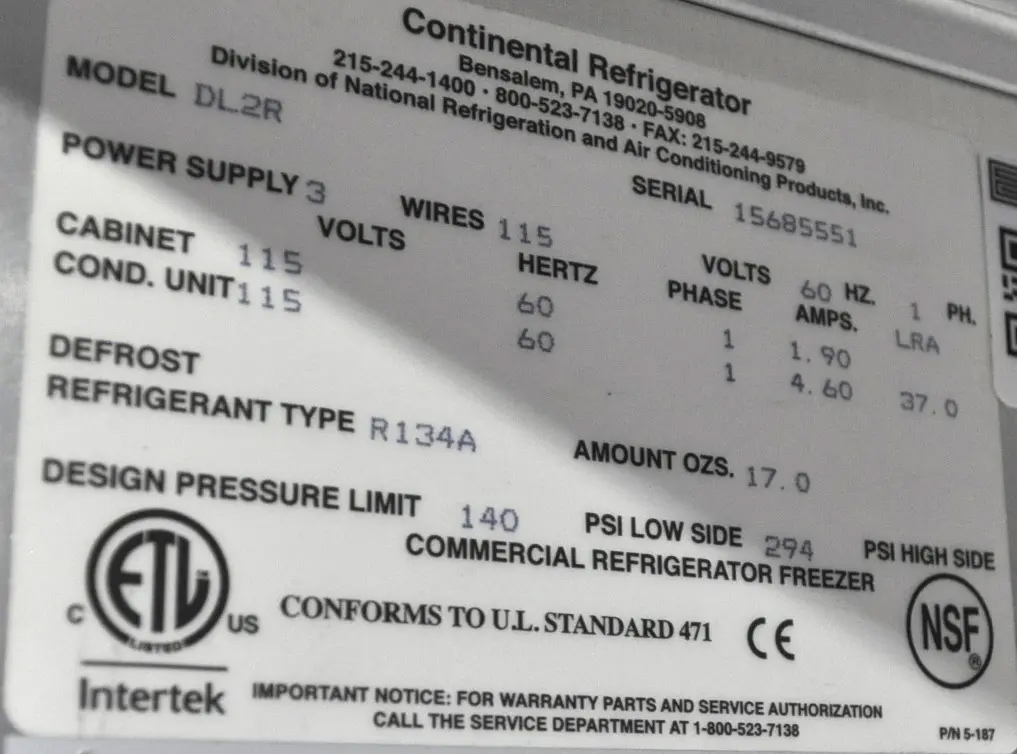 Continental Refrigerator
Bensalem, PA 19020-5908
215-244-1400 · 800-523-7138 · FAX: 215-244-9579
Division of National Refrigeration and Air Conditioning Products, Inc.
MODEL DL2R SERIAL 15685551
POWER SUPPLY 3 WIRES 115 VOLTS 60 HZ. 1 PH.
VOLTS HERTZ PHASE AMPS. LRA
CABINET 115 60 1 1.90
COND. UNIT 115 60 1 4.60 37.0
DEFROST
REFRIGERANT TYPE R134A AMOUNT OZS. 17.0
DESIGN PRESSURE LIMIT 140 PSI LOW SIDE 294 PSI HIGH SIDE
COMMERCIAL REFRIGERATOR FREEZER
C ETL US
LISTED
CONFORMS TO U.L. STANDARD 471 CE
NSF®
Intertek
IMPORTANT NOTICE: FOR WARRANTY PARTS AND SERVICE AUTHORIZATION
CALL THE SERVICE DEPARTMENT AT 1-800-523-7138
P/N 5-187